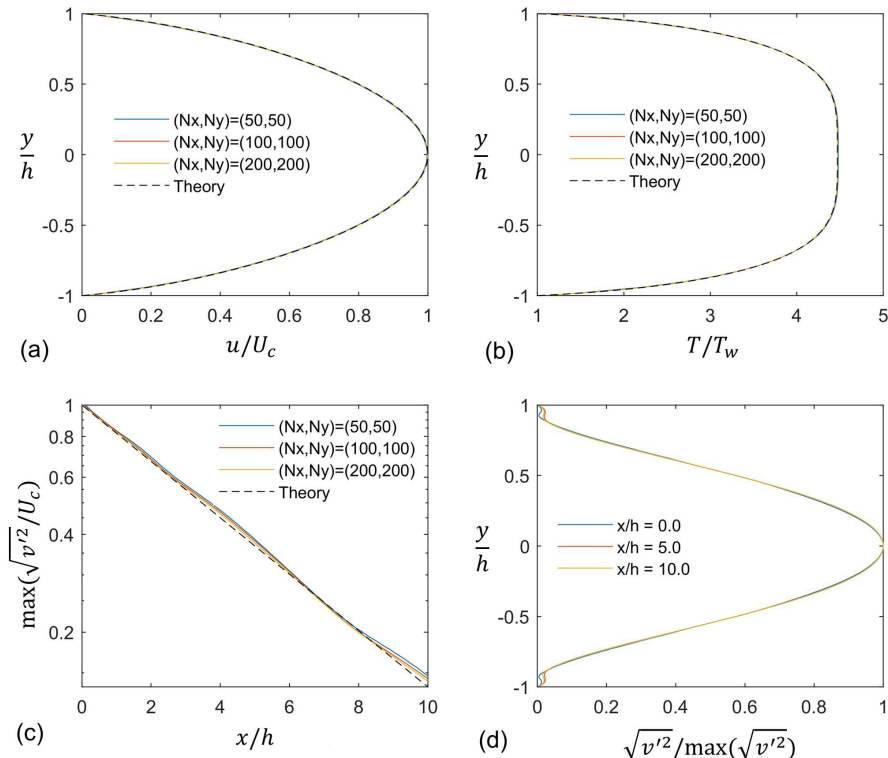 1
0.5
0
-0.5
-1
y/h
(Nx,Ny)=(50,50)
(Nx,Ny)=(100,100)
(Nx,Ny)=(200,200)
Theory
0 0.2 0.4 0.6 0.8 1
(a) u/U_c
1
0.5
0
-0.5
-1
y/h
(Nx,Ny)=(50,50)
(Nx,Ny)=(100,100)
(Nx,Ny)=(200,200)
Theory
1 2 3 4 5
(b) T/T_w
1
0.8
0.6
0.4
0.2
max(√v′²/U_c)
(Nx,Ny)=(50,50)
(Nx,Ny)=(100,100)
(Nx,Ny)=(200,200)
Theory
0 2 4 6 8 10
(c) x/h
1
0.5
0
-0.5
-1
y/h
x/h = 0.0
x/h = 5.0
x/h = 10.0
0 0.2 0.4 0.6 0.8 1
(d) √v′²/max(√v′²)